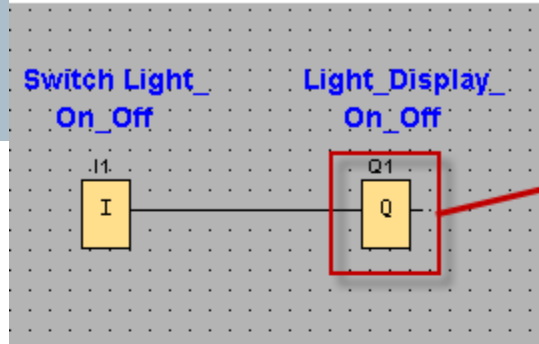 Switch Light_
On_Off
Light_Display_
On_Off
I1
Q1
I
Q